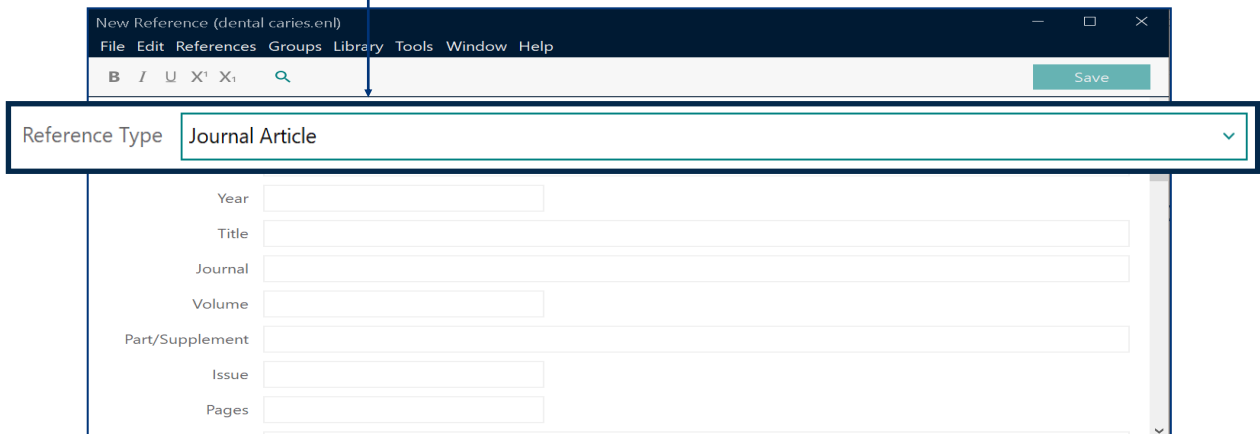 New Reference (dental caries.enl)
File Edit References Groups Library Tools Window Help
B I U X¹ X₁ Save
Reference Type Journal Article
Year
Title
Journal
Volume
Part/Supplement
Issue
Pages